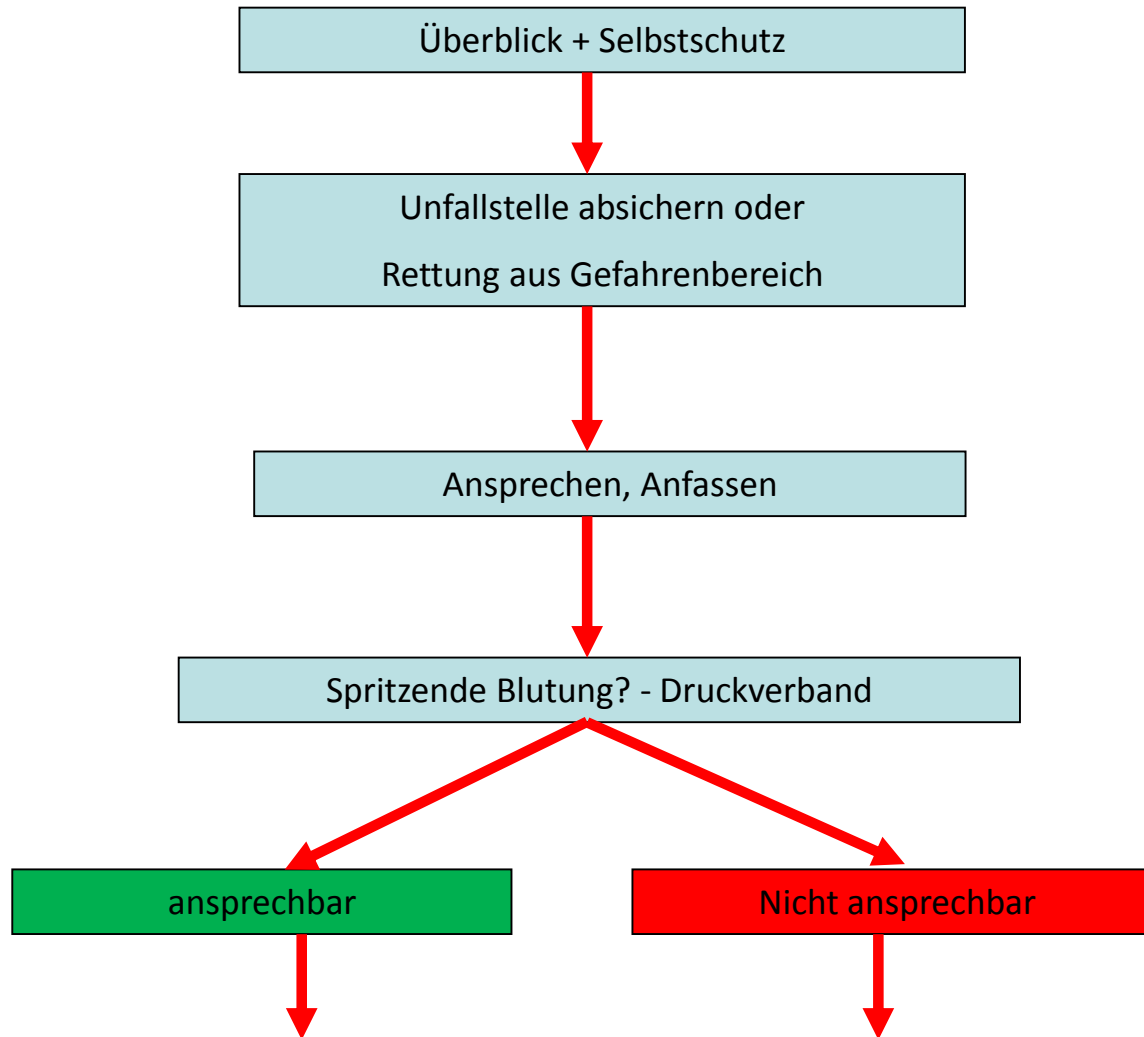 Überblick + Selbstschutz
Unfallstelle absichern oder
Rettung aus Gefahrenbereich
Ansprechen, Anfassen
Spritzende Blutung? - Druckverband
ansprechbar
Nicht ansprechbar